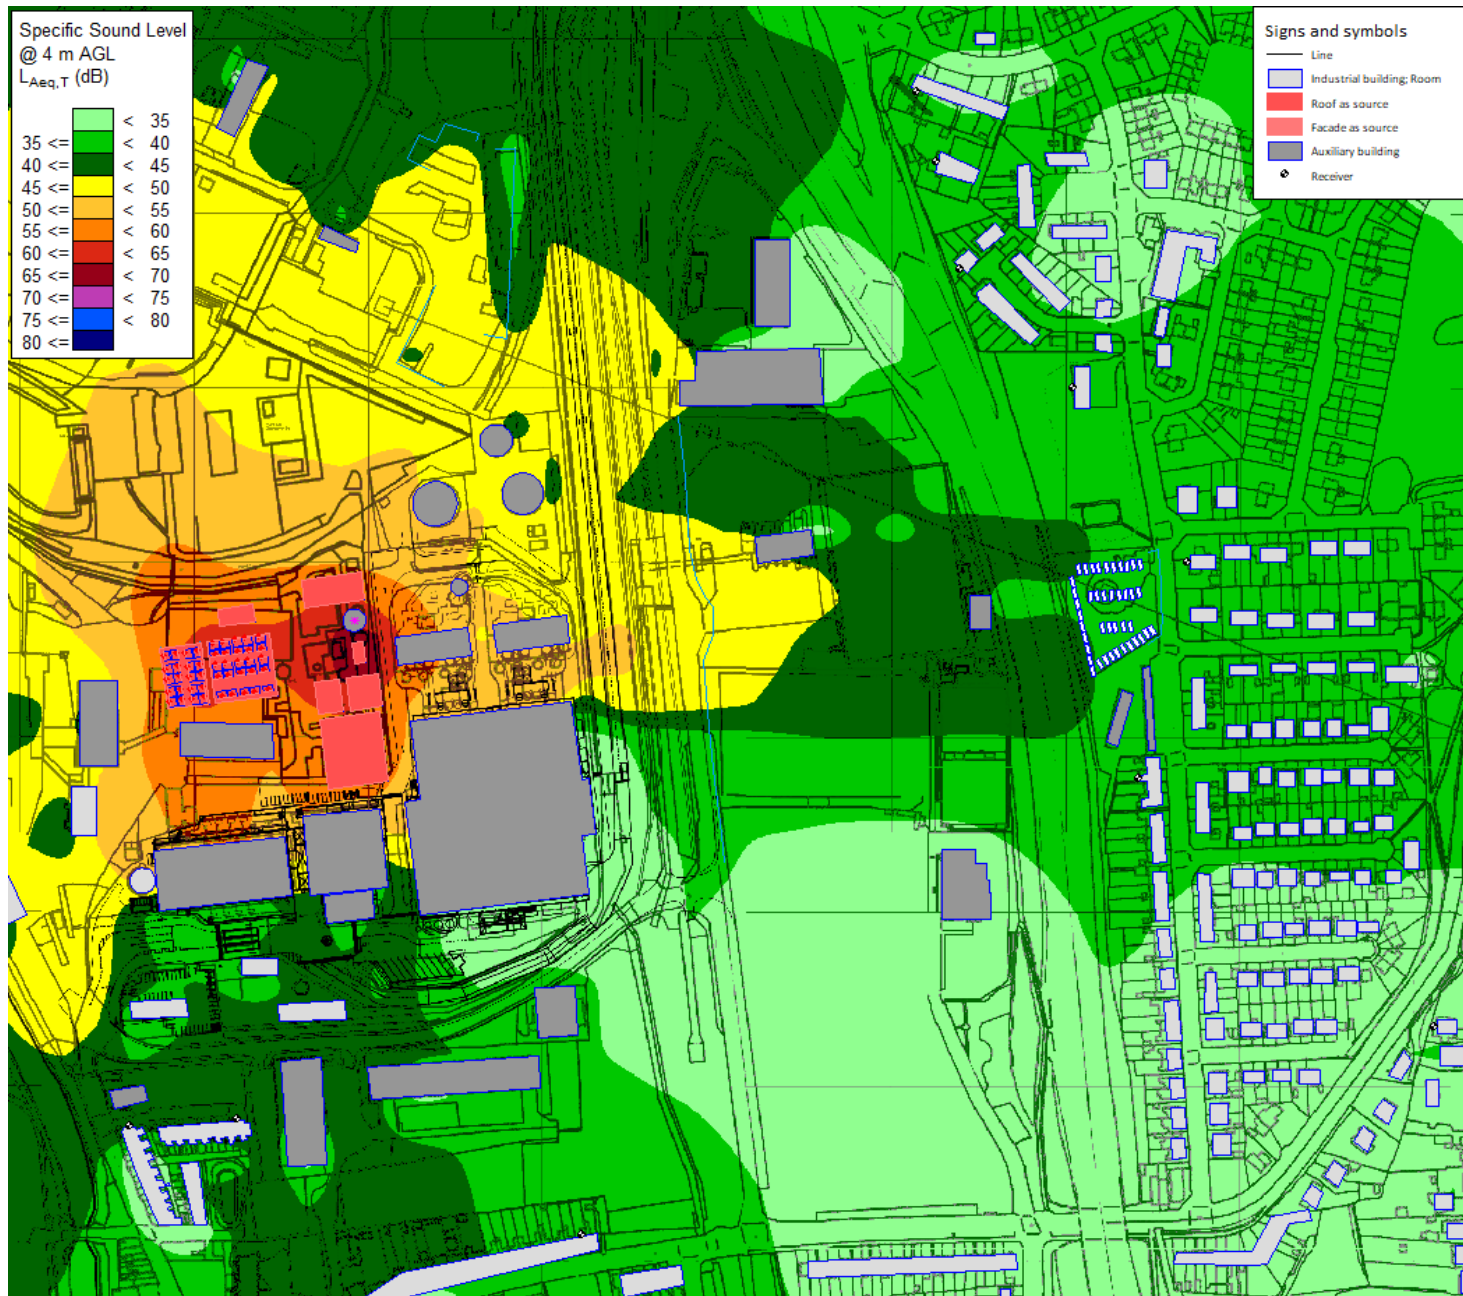 Specific Sound Level
@ 4 m AGL
LAeq,T (dB)
< 35
35 <= < 40
40 <= < 45
45 <= < 50
50 <= < 55
55 <= < 60
60 <= < 65
65 <= < 70
70 <= < 75
75 <= < 80
80 <=
Signs and symbols
Line
Industrial building; Room
Roof as source
Facade as source
Auxiliary building
Receiver